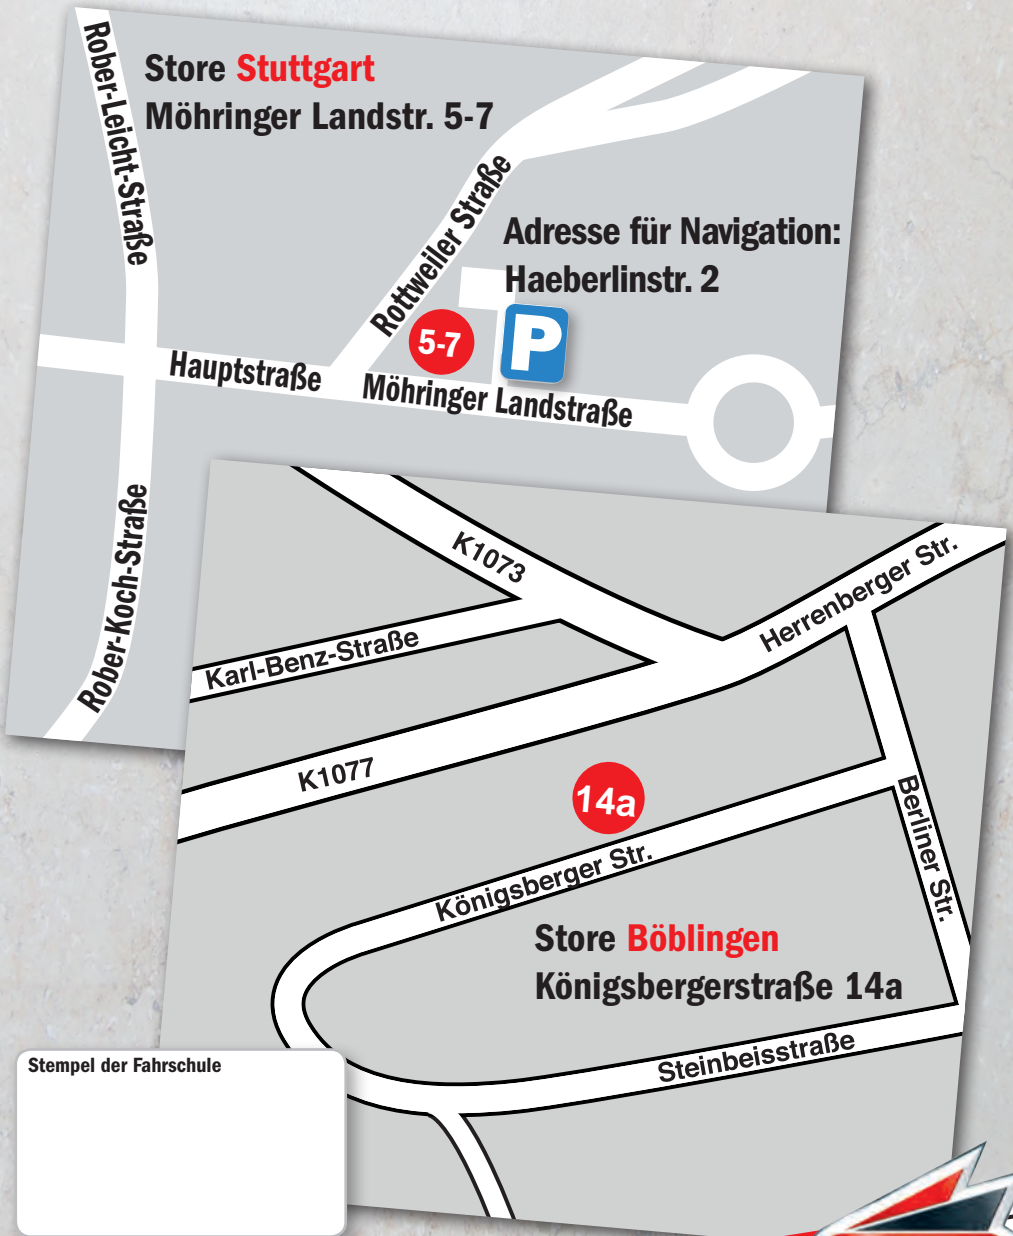 Rober-Leicht-Straße
Store Stuttgart
Möhringer Landstr. 5-7
Rottweiler Straße
Adresse für Navigation:
Haeberlinstr. 2
5-7
P
Hauptstraße
Möhringer Landstraße
Rober-Koch-Straße
K1073
Herrenberger Str.
Karl-Benz-Straße
K1077
14a
Berliner Str.
Königsberger Str.
Store Böblingen
Königsbergerstraße 14a
Steinbeisstraße
Stempel der Fahrschule